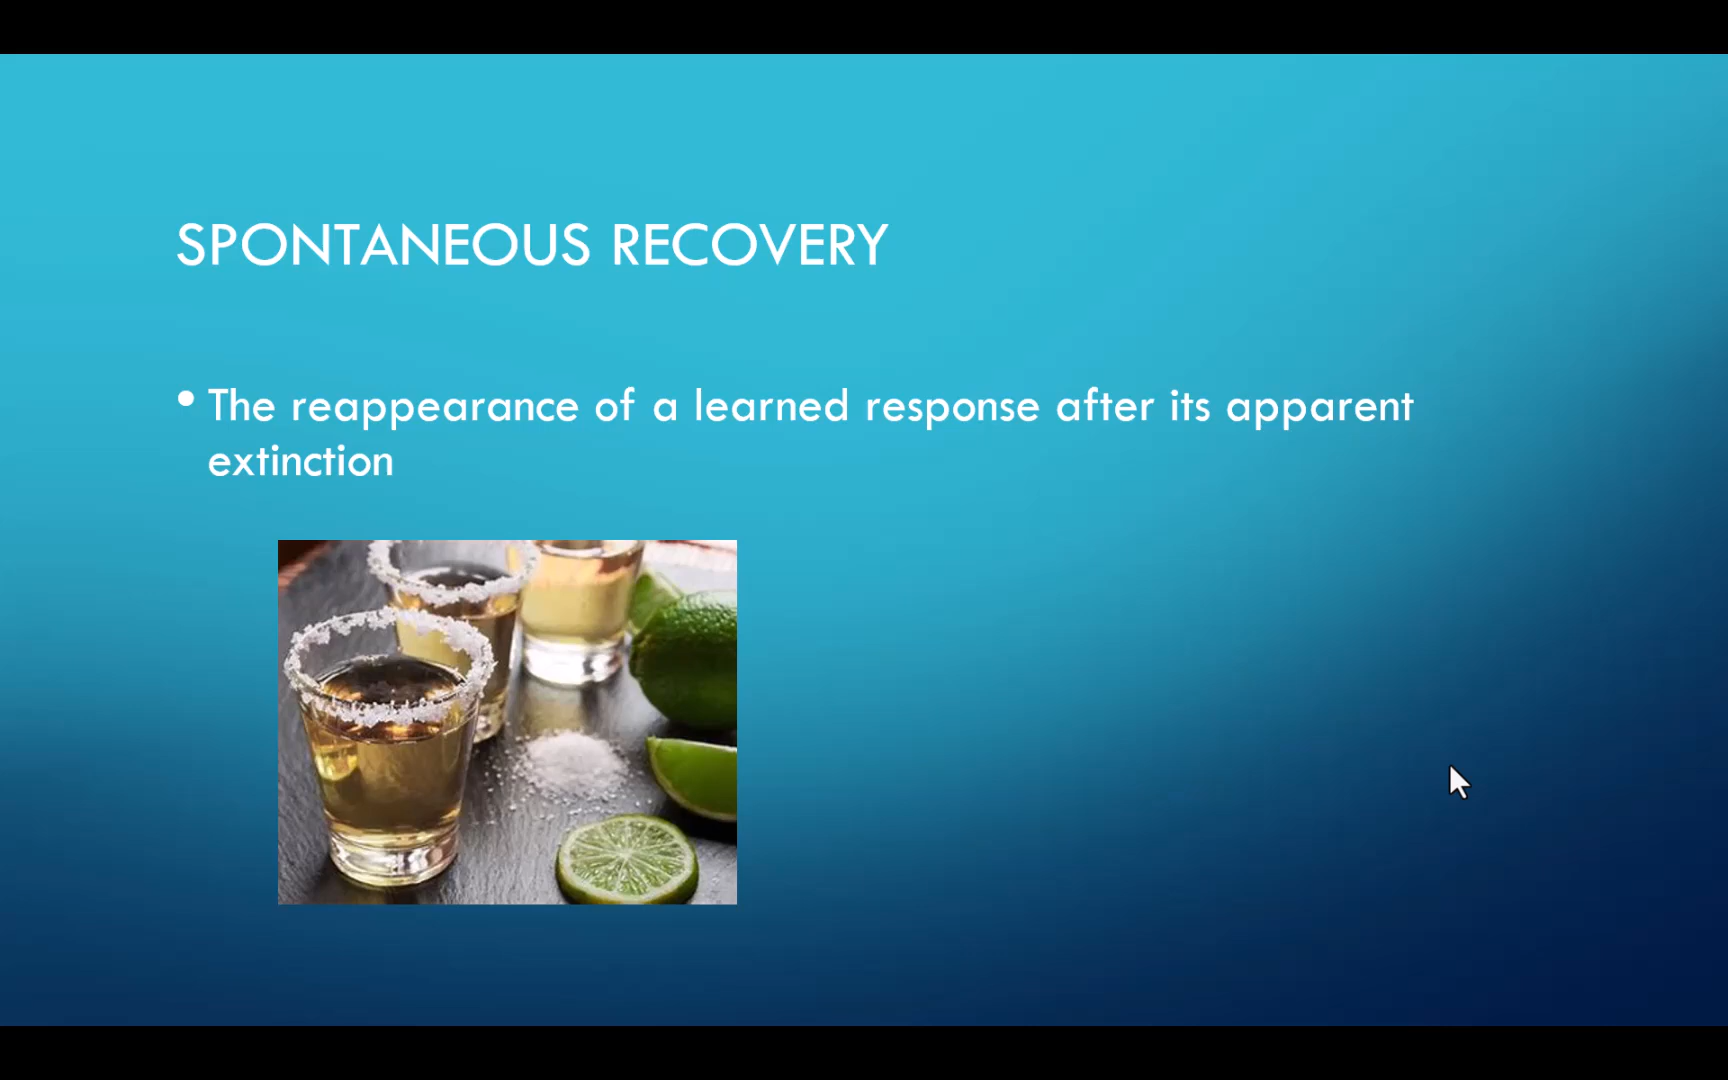 SPONTANEOUS RECOVERY
• The reappearance of a learned response after its apparent
extinction